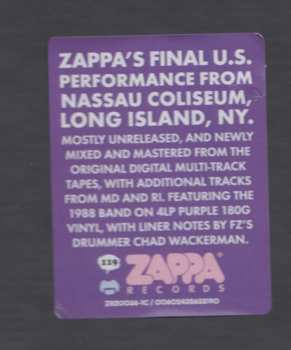 ZAPPA'S FINAL U.S.
PERFORMANCE FROM
NASSAU COLISEUM,
LONG ISLAND, NY.
MOSTLY UNRELEASED, AND NEWLY
MIXED AND MASTERED FROM THE
ORIGINAL DIGITAL MULTI-TRACK
TAPES, WITH ADDITIONAL TRACKS
FROM MD AND RI. FEATURING THE
1988 BAND ON 4LP PURPLE 180G
VINYL, WITH LINER NOTES BY FZ'S
DRUMMER CHAD WACKERMAN.
119
ZAPPA
RECORDS